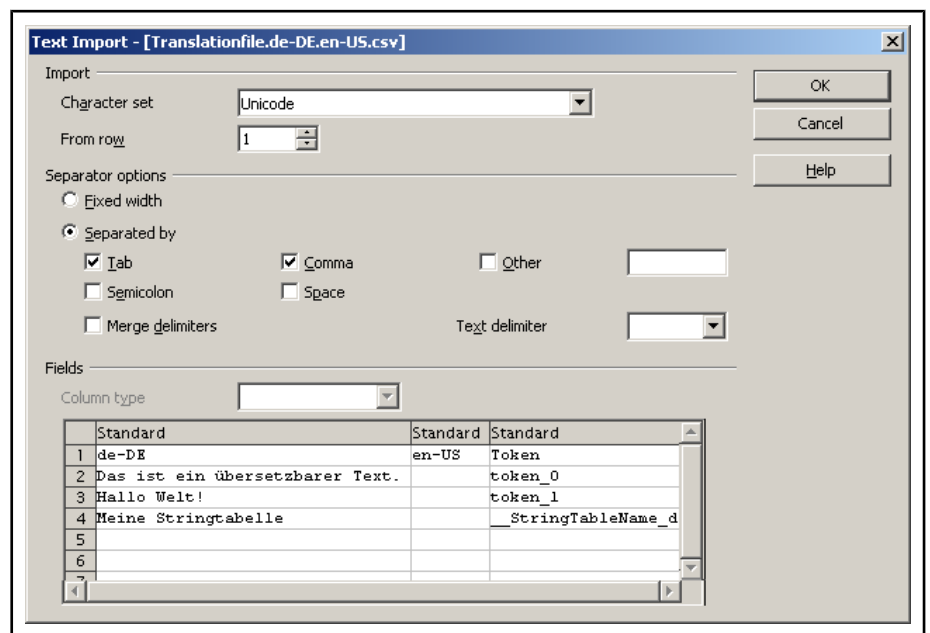 Text Import - [Translationfile.de-DE.en-US.csv]
Import
Character set Unicode
From row 1
OK
Cancel
Help
Separator options
Fixed width
Separated by
Tab Comma Other
Semicolon Space
Merge delimiters Text delimiter
Fields
Column type
Standard Standard Standard
1 de-DE en-US Token
2 Das ist ein übersetzbarer Text. token_0
3 Hallo Welt! token_1
4 Meine Stringtabelle __StringTableName_d
5
6
7